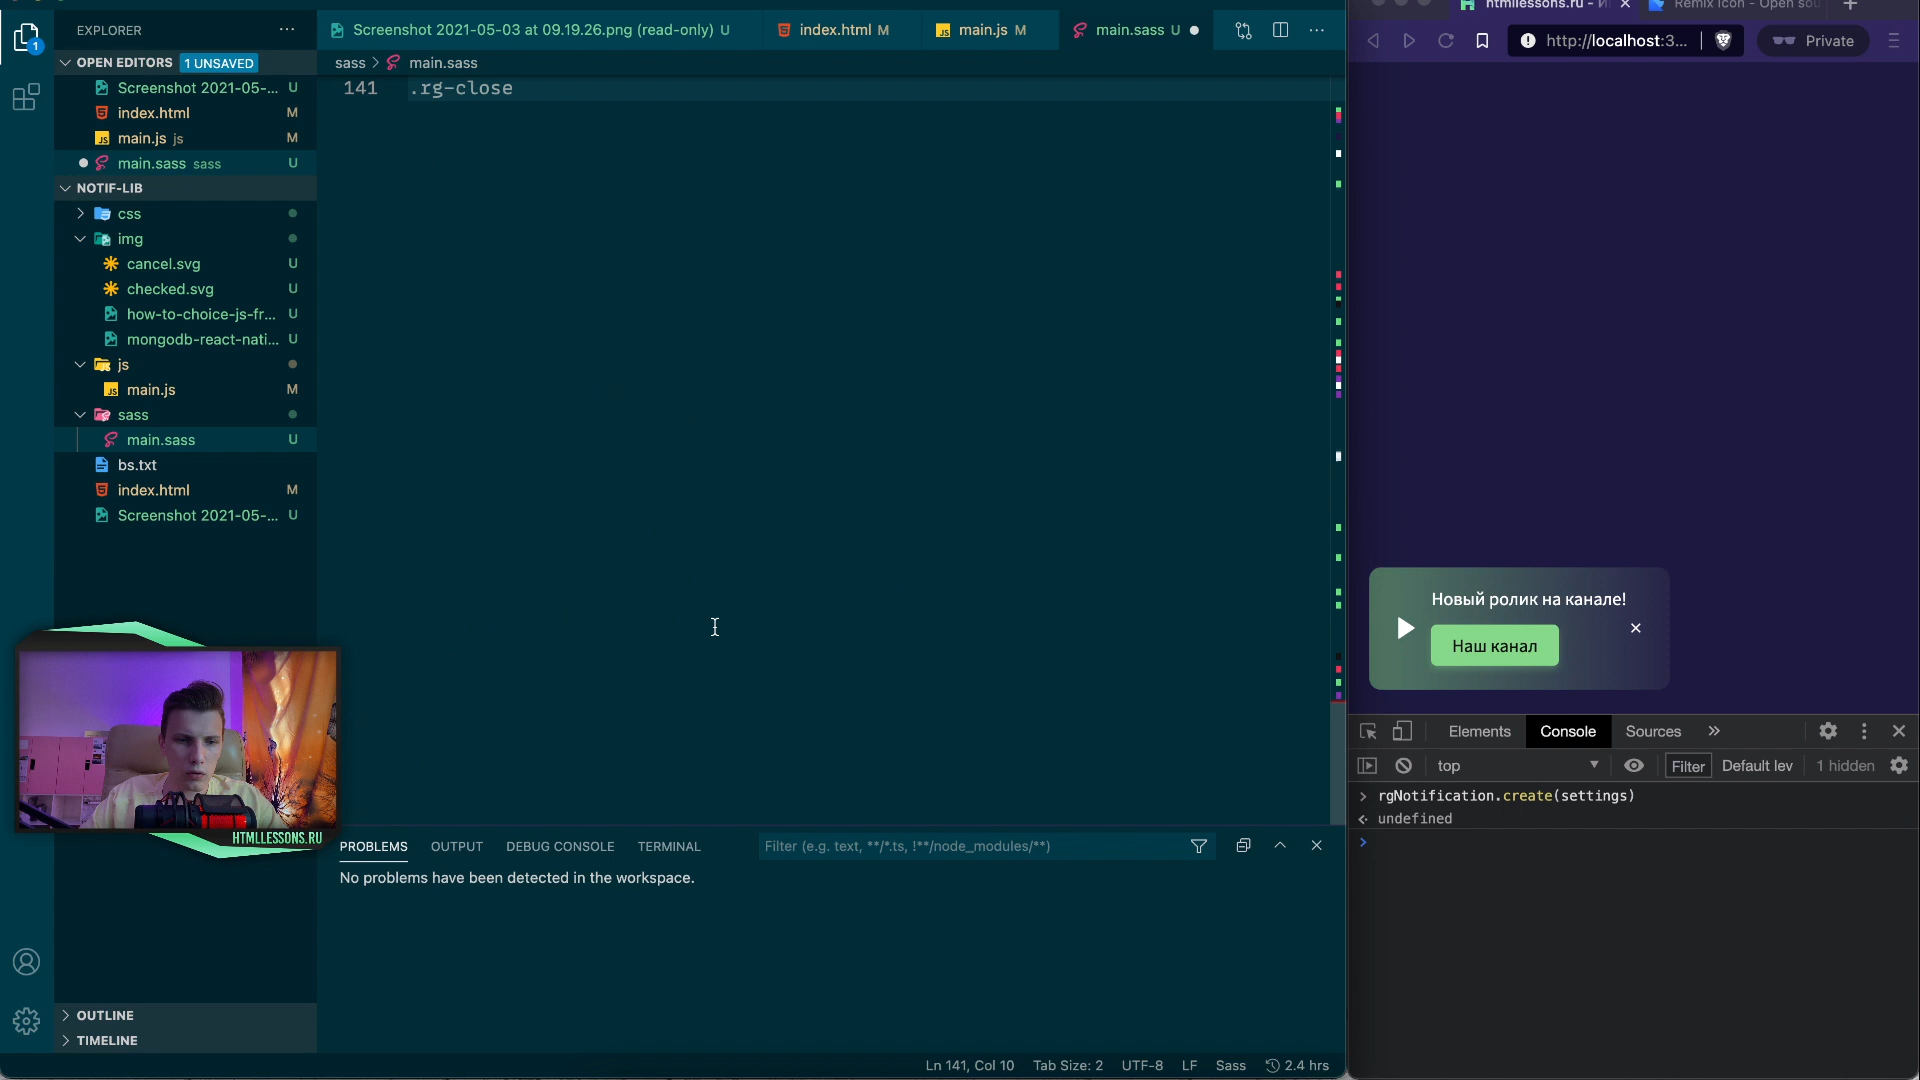 EXPLORER
Screenshot 2021-05-03 at 09.19.26.png (read-only) U
index.html M
main.js M
main.sass U
OPEN EDITORS 1 UNSAVED
sass > main.sass
Screenshot 2021-05-... U
141 .rg-close
index.html M
main.js js M
main.sass sass U
NOTIF-LIB
css
img
cancel.svg U
checked.svg U
how-to-choice-js-fr... U
mongodb-react-nati... U
js
main.js M
sass
main.sass U
bs.txt
index.html M
Screenshot 2021-05-... U
HTMLLESSONS.RU
PROBLEMS OUTPUT DEBUG CONSOLE TERMINAL
Filter (e.g. text, **/*.ts, !**/node_modules/**)
No problems have been detected in the workspace.
OUTLINE
TIMELINE
Ln 141, Col 10 Tab Size: 2 UTF-8 LF Sass 2.4 hrs
htmllessons.ru - И
Remix Icon - Open sou
http://localhost:3...
Private
Новый ролик на канале!
Наш канал
Elements Console Sources
top Filter Default lev 1 hidden
rgNotification.create(settings)
undefined